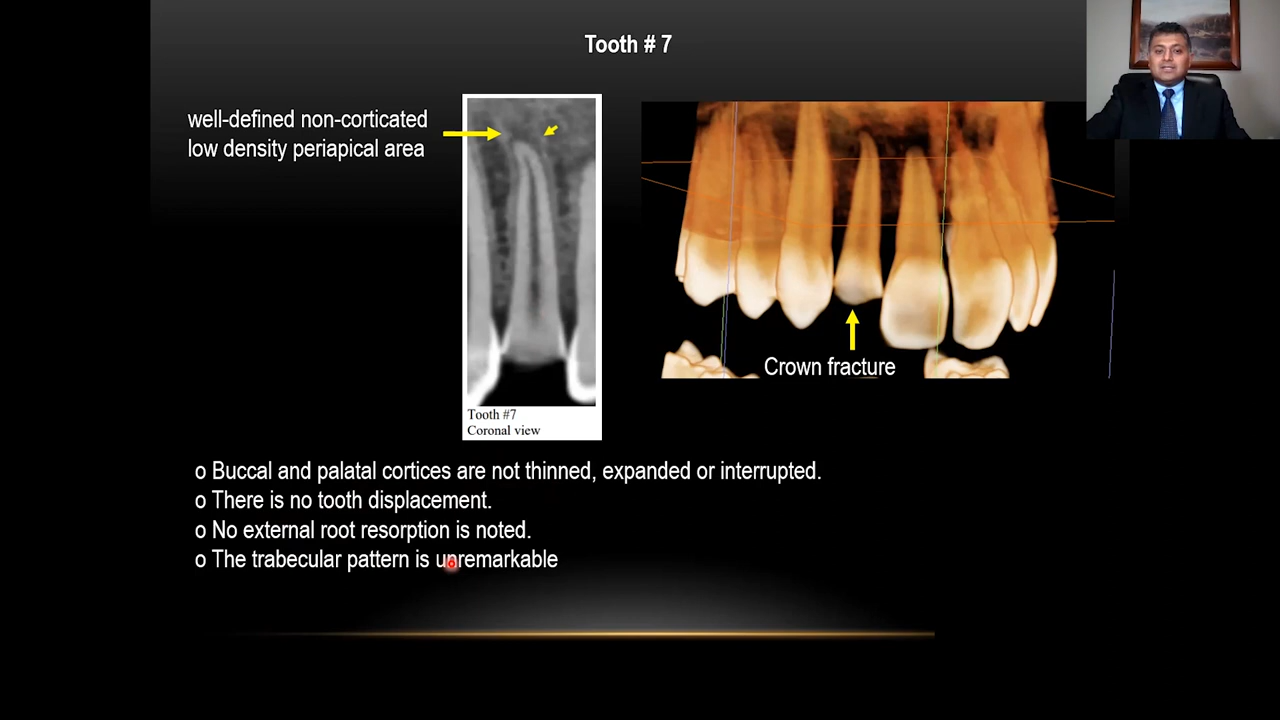 Tooth # 7
well-defined non-corticated
low density periapical area
Crown fracture
Tooth #7
Coronal view
o Buccal and palatal cortices are not thinned, expanded or interrupted.
o There is no tooth displacement.
o No external root resorption is noted.
o The trabecular pattern is unremarkable